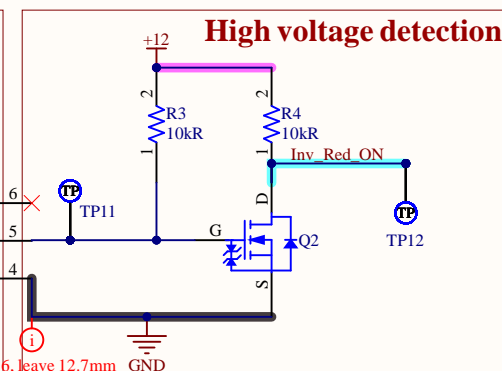 High voltage detection
+12
2
R3
10kR
1
2
R4
10kR
1
Inv_Red_ON
6
TP
TP11
5
G
D
Q2
S
TP
TP12
4
i
6, leave 12.7mm
GND